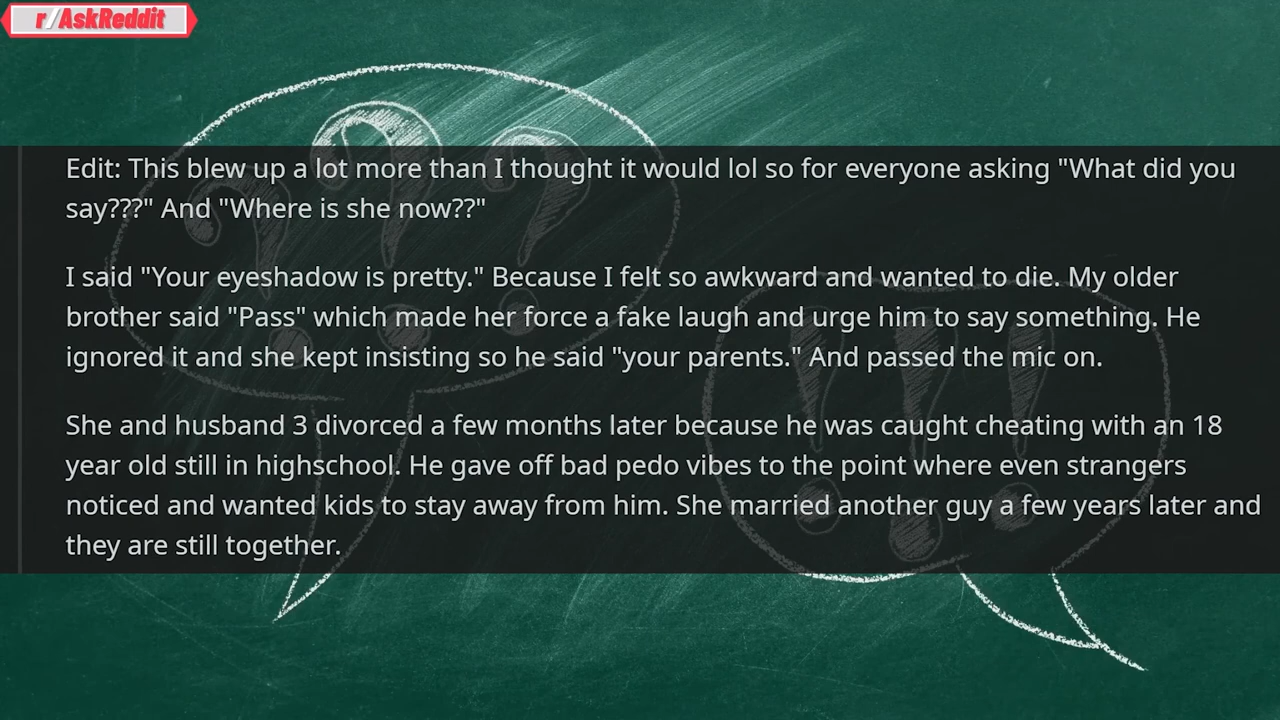 r/AskReddit
Edit: This blew up a lot more than I thought it would lol so for everyone asking "What did you
say???" And "Where is she now??"
I said "Your eyeshadow is pretty." Because I felt so awkward and wanted to die. My older
brother said "Pass" which made her force a fake laugh and urge him to say something. He
ignored it and she kept insisting so he said "your parents." And passed the mic on.
She and husband 3 divorced a few months later because he was caught cheating with an 18
year old still in highschool. He gave off bad pedo vibes to the point where even strangers
noticed and wanted kids to stay away from him. She married another guy a few years later and
they are still together.